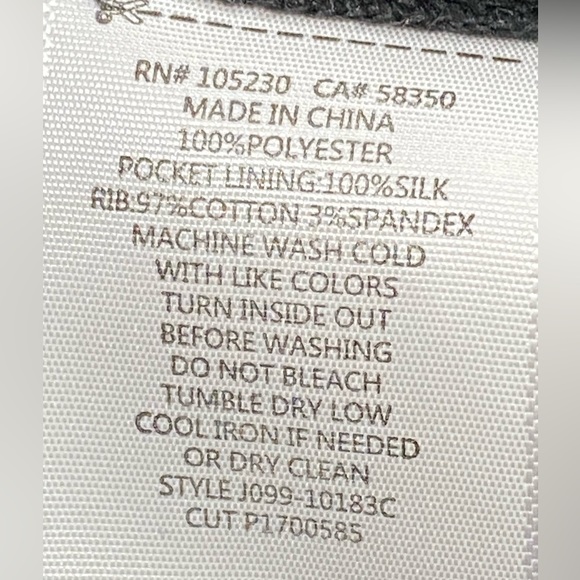 RN# 105230 CA# 58350
MADE IN CHINA
100%POLYESTER
POCKET LINING:100%SILK
RIB:97%COTTON 3%SPANDEX
MACHINE WASH COLD
WITH LIKE COLORS
TURN INSIDE OUT
BEFORE WASHING
DO NOT BLEACH
TUMBLE DRY LOW
COOL IRON IF NEEDED
OR DRY CLEAN
STYLE J099-10183C
CUT P1700585